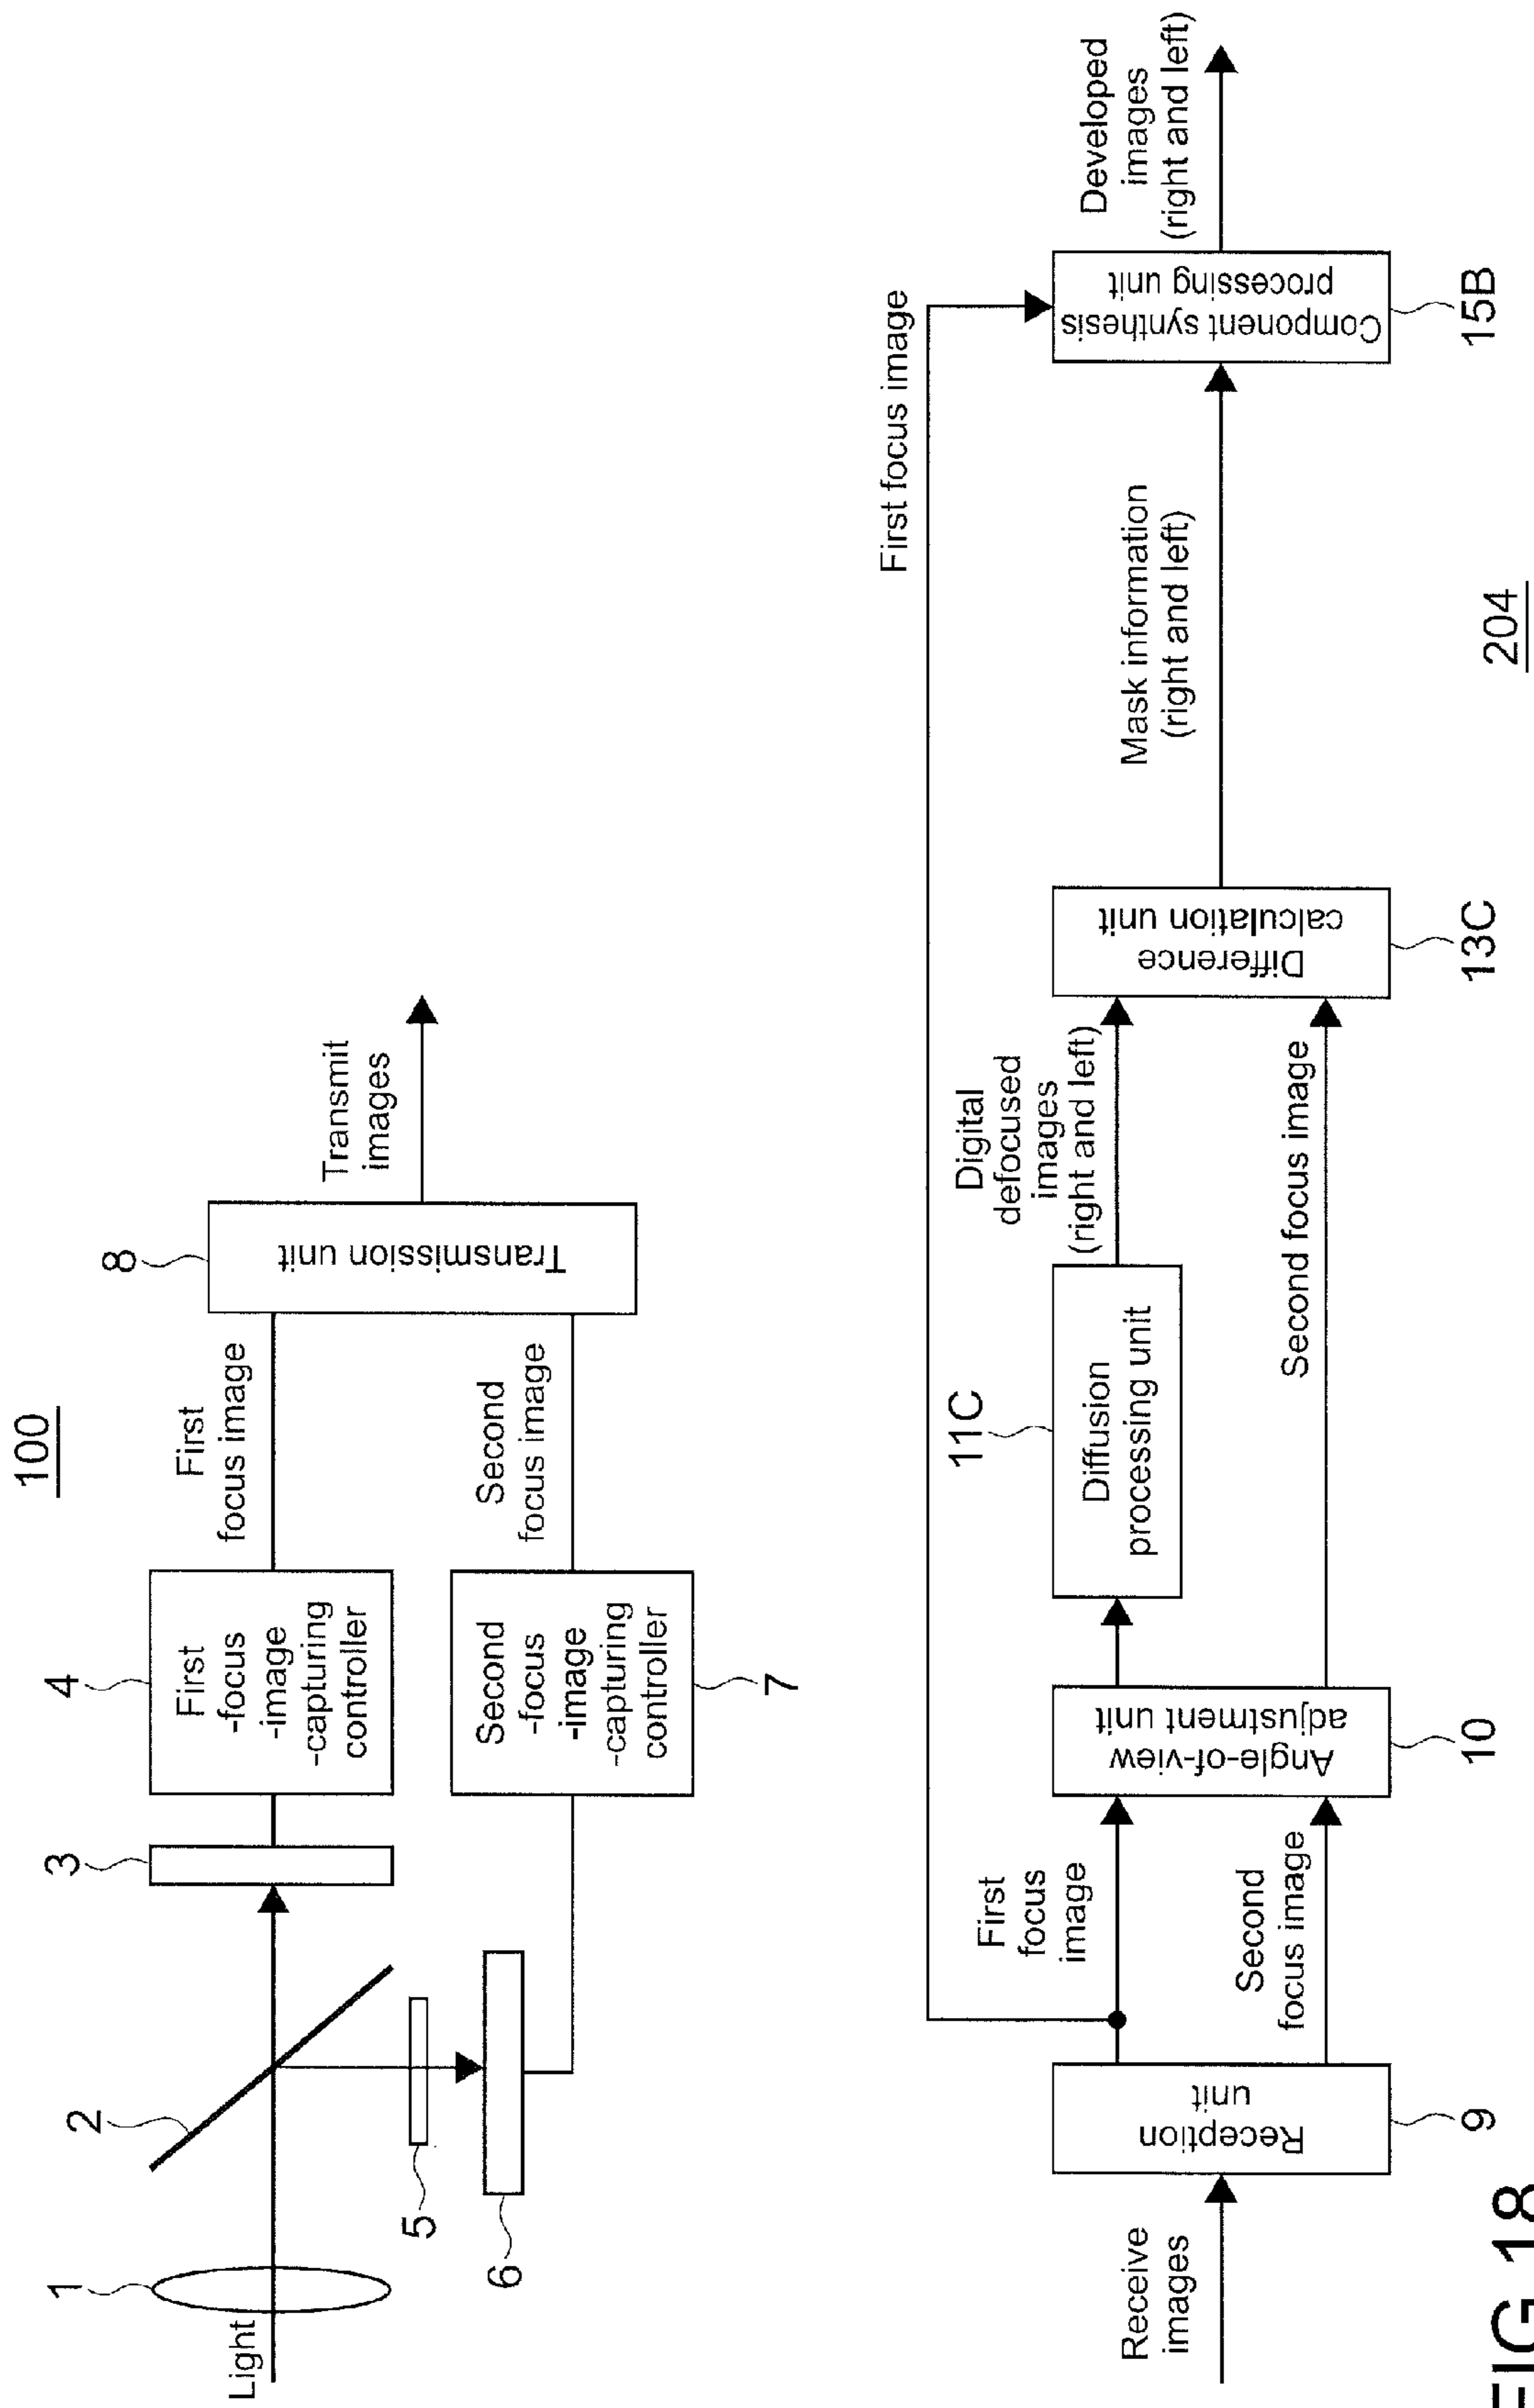 100
Light
1
2
3
4
5
6
7
8
First
-focus
-image
-capturing
controller
Second
-focus
-image
-capturing
controller
First
focus image
Second
focus image
Transmission unit
Transmit
images
Receive
images
Reception
unit
9
First
focus
image
Second
focus image
Angle-of-view
adjustment unit
10
11C
Diffusion
processing unit
Digital
defocused
images
(right and left)
Second focus image
Difference
calculation unit
13C
Mask information
(right and left)
First focus image
Component synthesis
processing unit
15B
Developed
images
(right and left)
204
FIG.18